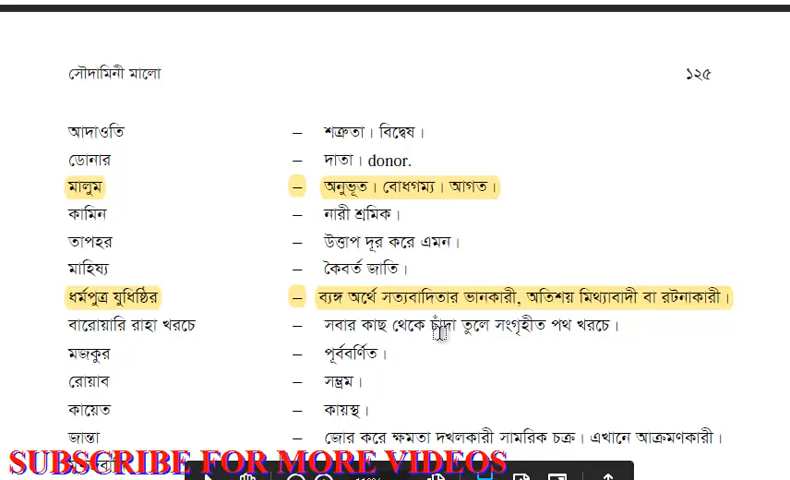 সৌদামিনী মালো ১২৫
আদাওতি – শত্রুতা। বিদ্বেষ।
ডোনার – দাতা। donor.
মালুম – অনুভূত। বোধগম্য। আগত।
কামিন – নারী শ্রমিক।
তাপহর – উত্তাপ দূর করে এমন।
মাহিষ্য – কৈবর্ত জাতি।
ধর্মপুত্র যুধিষ্ঠির – ব্যঙ্গ অর্থে সত্যবাদিতার ভানকারী, অতিশয় মিথ্যাবাদী বা রটনাকারী।
বারোয়ারি রাহা খরচে – সবার কাছ থেকে চাঁদা তুলে সংগৃহীত পথ খরচে।
মজকুর – পূর্ববর্ণিত।
রোয়াব – সম্ভ্রম।
কায়েত – কায়স্থ।
জান্তা – জোর করে ক্ষমতা দখলকারী সামরিক চক্র। এখানে আক্রমণকারী।
SUBSCRIBE FOR MORE VIDEOS